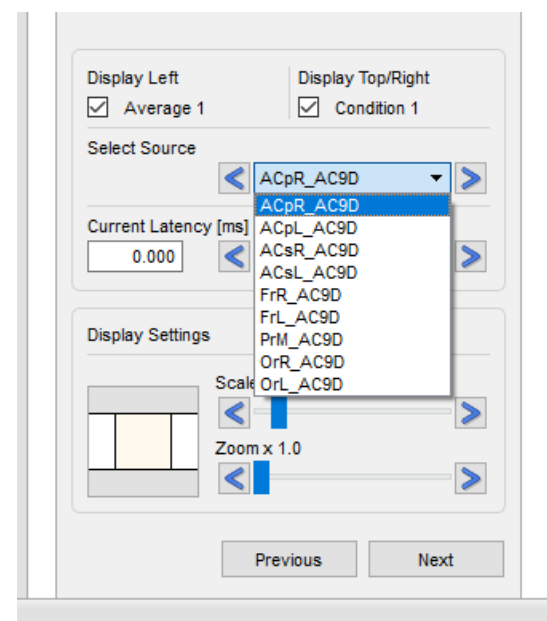 Display Left
Display Top/Right
Average 1
Condition 1
Select Source
ACpR_AC9D
ACpR_AC9D
Current Latency [ms]
ACpL_AC9D
0.000
ACsR_AC9D
ACsL_AC9D
FrR_AC9D
FrL_AC9D
Display Settings
PrM_AC9D
OrR_AC9D
Scale
OrL_AC9D
Zoom x 1.0
Previous
Next